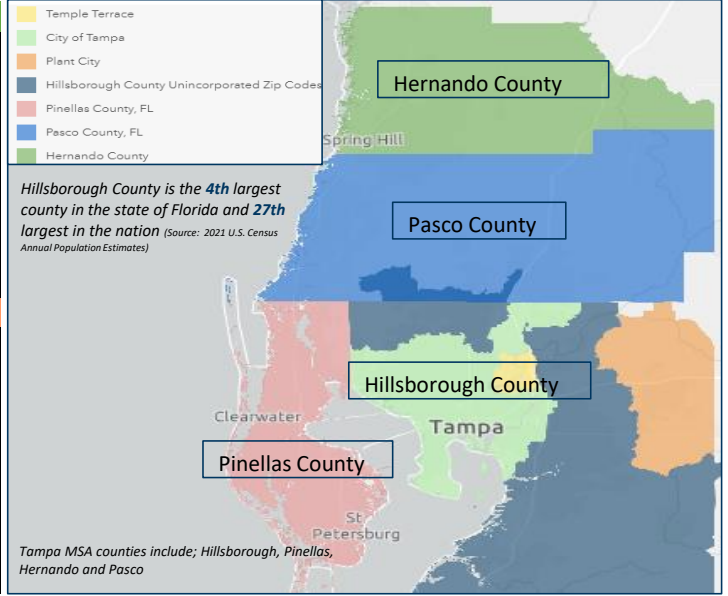 Temple Terrace
City of Tampa
Plant City
Hillsborough County Unincorporated Zip Codes
Pinellas County, FL
Pasco County, FL
Hernando County
Hernando County
Spring Hill
Hillsborough County is the 4th largest
county in the state of Florida and 27th
largest in the nation (Source: 2021 U.S. Census
Annual Population Estimates)
Pasco County
Hillsborough County
Clearwater
Tampa
Pinellas County
St
Petersburg
Tampa MSA counties include; Hillsborough, Pinellas,
Hernando and Pasco